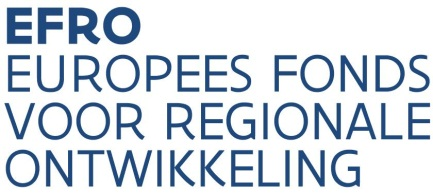 EFRO
EUROPEES FONDS
VOOR REGIONALE
ONTWIKKELING